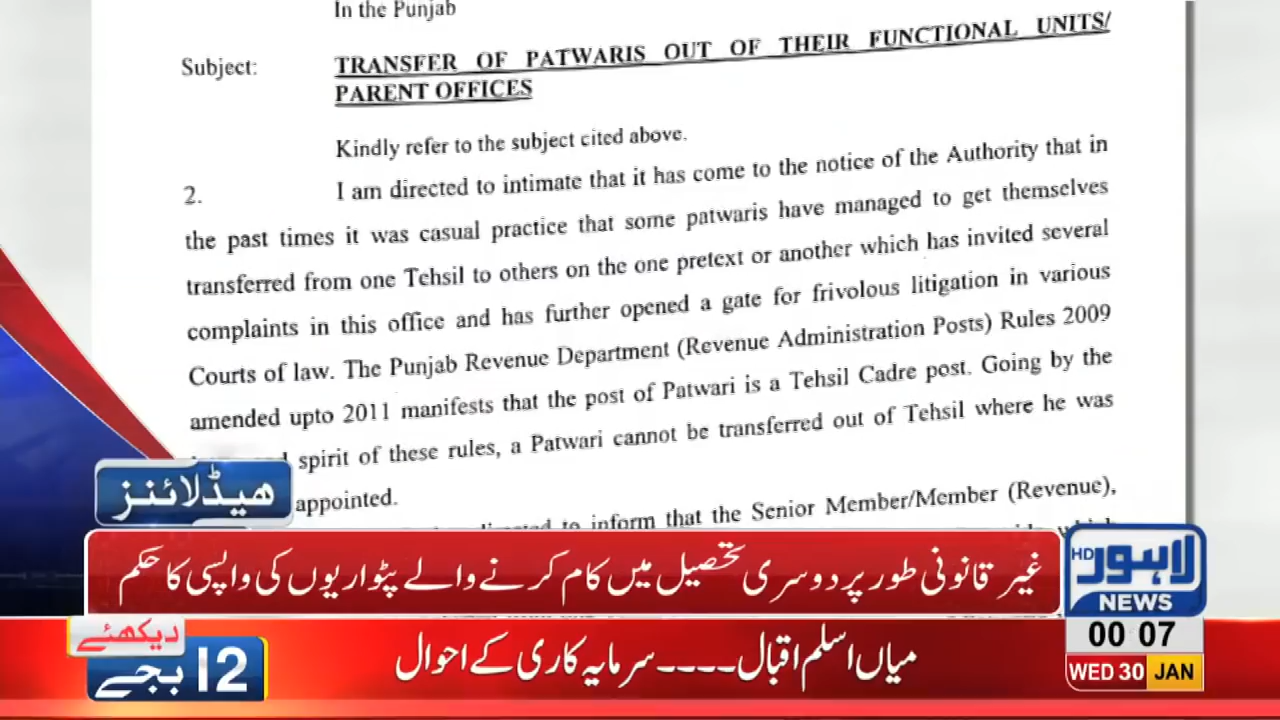 In the Punjab
Subject: TRANSFER OF PATWARIS OUT OF THEIR FUNCTIONAL UNITS/
PARENT OFFICES
Kindly refer to the subject cited above.
2. I am directed to intimate that it has come to the notice of the Authority that in
the past times it was casual practice that some patwaris have managed to get themselves
transferred from one Tehsil to others on the one pretext or another which has invited several
complaints in this office and has further opened a gate for frivolous litigation in various
Courts of law. The Punjab Revenue Department (Revenue Administration Posts) Rules 2009
amended upto 2011 manifests that the post of Patwari is a Tehsil Cadre post. Going by the
spirit of these rules, a Patwari cannot be transferred out of Tehsil where he was
appointed.
to inform that the Senior Member/Member (Revenue),
which
ھیڈلائنز
غیر قانونی طور پر دوسری تحصیل میں کام کرنے والے پٹواریوں کی واپسی کا حکم
لاہور HD
NEWS
00 07
WED 30 JAN
دیکھئے
12 بجے
میاں اسلم اقبال۔۔۔۔سرمایہ کاری کے احوال